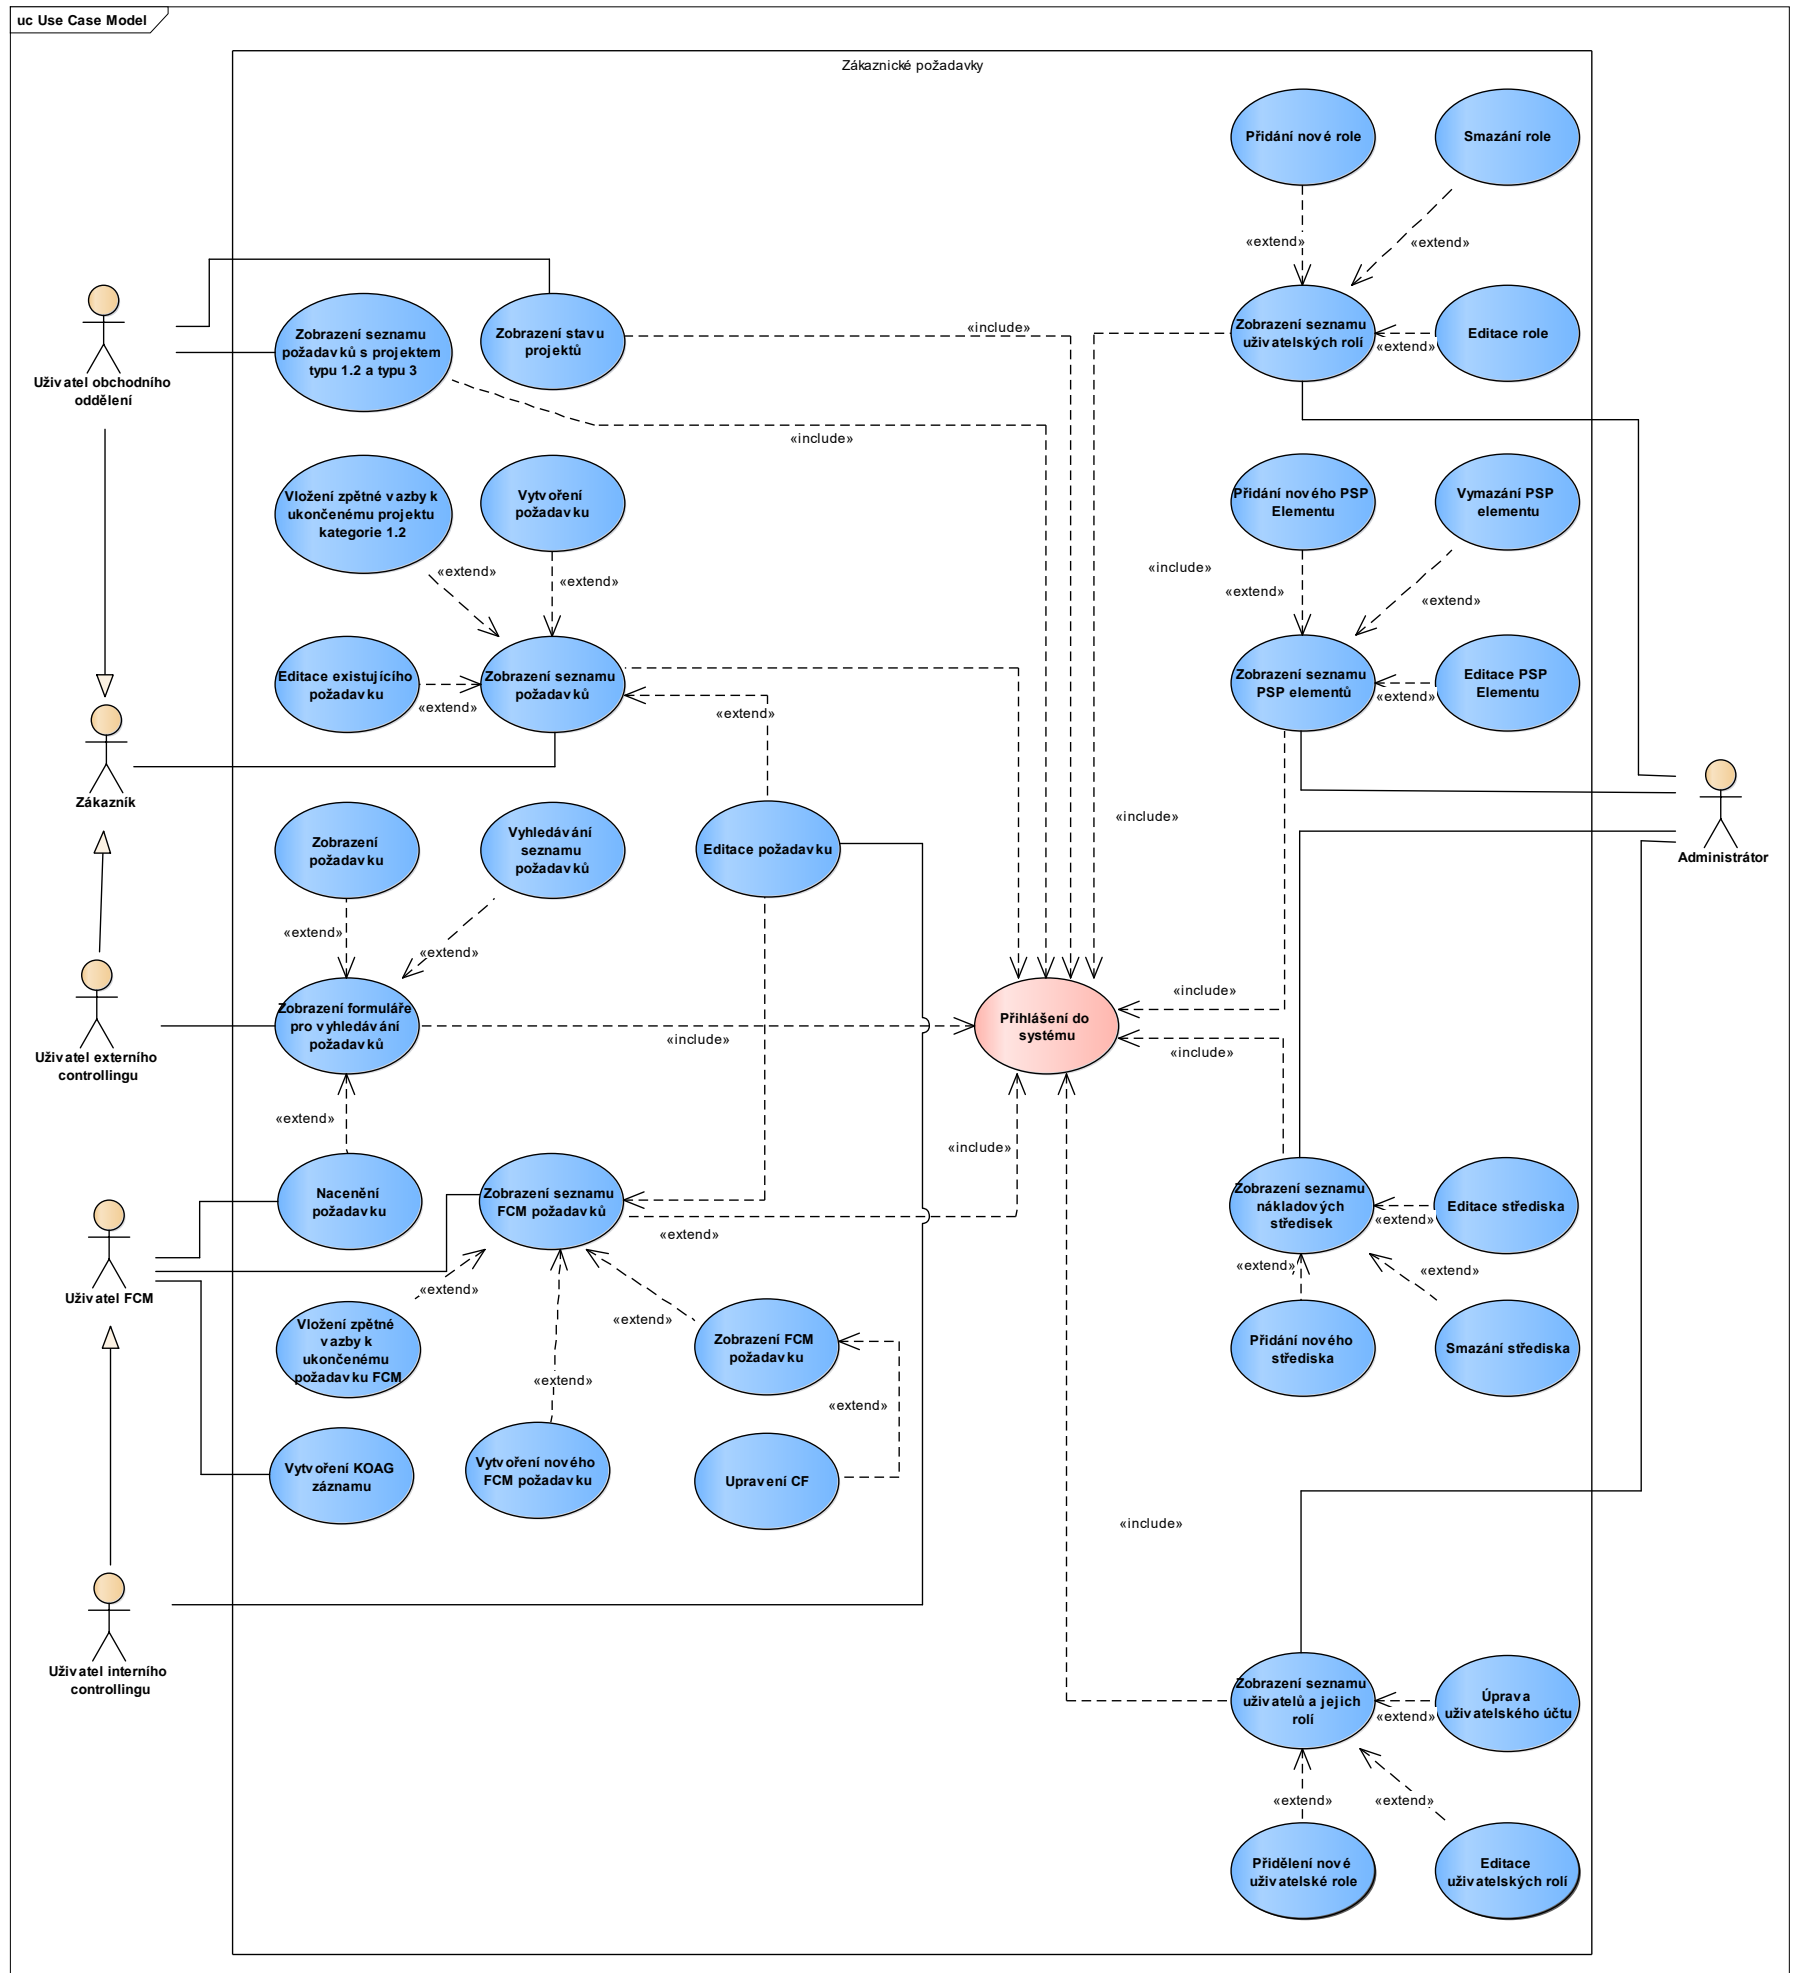 uc Use Case Model
Zákaznické požadavky
Přidání nové role
Smazání role
«extend»
«extend»
Uživatel obchodního
oddělení
Zobrazení seznamu
požadavků s projektem
typu 1.2 a typu 3
Zobrazení stavu
projektů
«include»
Zobrazení seznamu
uživatelských rolí
«extend»
Editace role
«include»
Vložení zpětné vazby k
ukončenému projektu
kategorie 1.2
Vytvoření
požadavku
Přidání nového PSP
Elementu
Vymazání PSP
elementu
«extend»
«extend»
«include»
«extend»
«extend»
Editace existujícího
požadavku
«extend»
Zobrazení seznamu
požadavků
«extend»
Zobrazení seznamu
PSP elementů
«extend»
Editace PSP
Elementu
Zákazník
Zobrazení
požadavku
Vyhledávání
seznamu
požadavků
Editace požadavku
«include»
Administrátor
«extend»
«extend»
Uživatel externího
controllingu
Zobrazení formuláře
pro vyhledávání
požadavků
«include»
Přihlášení do
systému
«include»
«include»
«extend»
«include»
Uživatel FCM
Nacenění
požadavku
Zobrazení seznamu
FCM požadavků
«extend»
Zobrazení seznamu
nákladových
středisek
«extend»
Editace střediska
«extend»
«extend»
«extend»
«extend»
Vložení zpětné
vazby k
ukončenému
požadavku FCM
Zobrazení FCM
požadavku
Přidání nového
střediska
Smazání střediska
«extend»
«extend»
Vytvoření KOAG
záznamu
Vytvoření nového
FCM požadavku
Upravení CF
«include»
Uživatel interního
controllingu
Zobrazení seznamu
uživatelů a jejich
rolí
«extend»
Úprava
uživatelského účtu
«extend»
«extend»
Přidělení nové
uživatelské role
Editace
uživatelských rolí